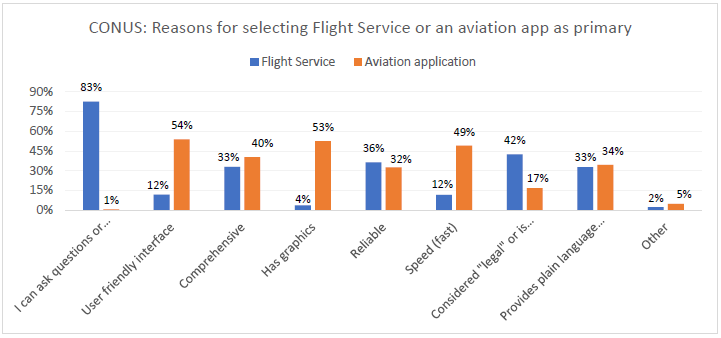 CONUS: Reasons for selecting Flight Service or an aviation app as primary
Flight Service Aviation application
90%
75%
60%
45%
30%
15%
0%
83% 1%
12% 54%
33% 40%
4% 53%
36% 32%
12% 49%
42% 17%
33% 34%
2% 5%
I can ask questions or...
User friendly interface
Comprehensive
Has graphics
Reliable
Speed (fast)
Considered "legal" or is...
Provides plain language...
Other